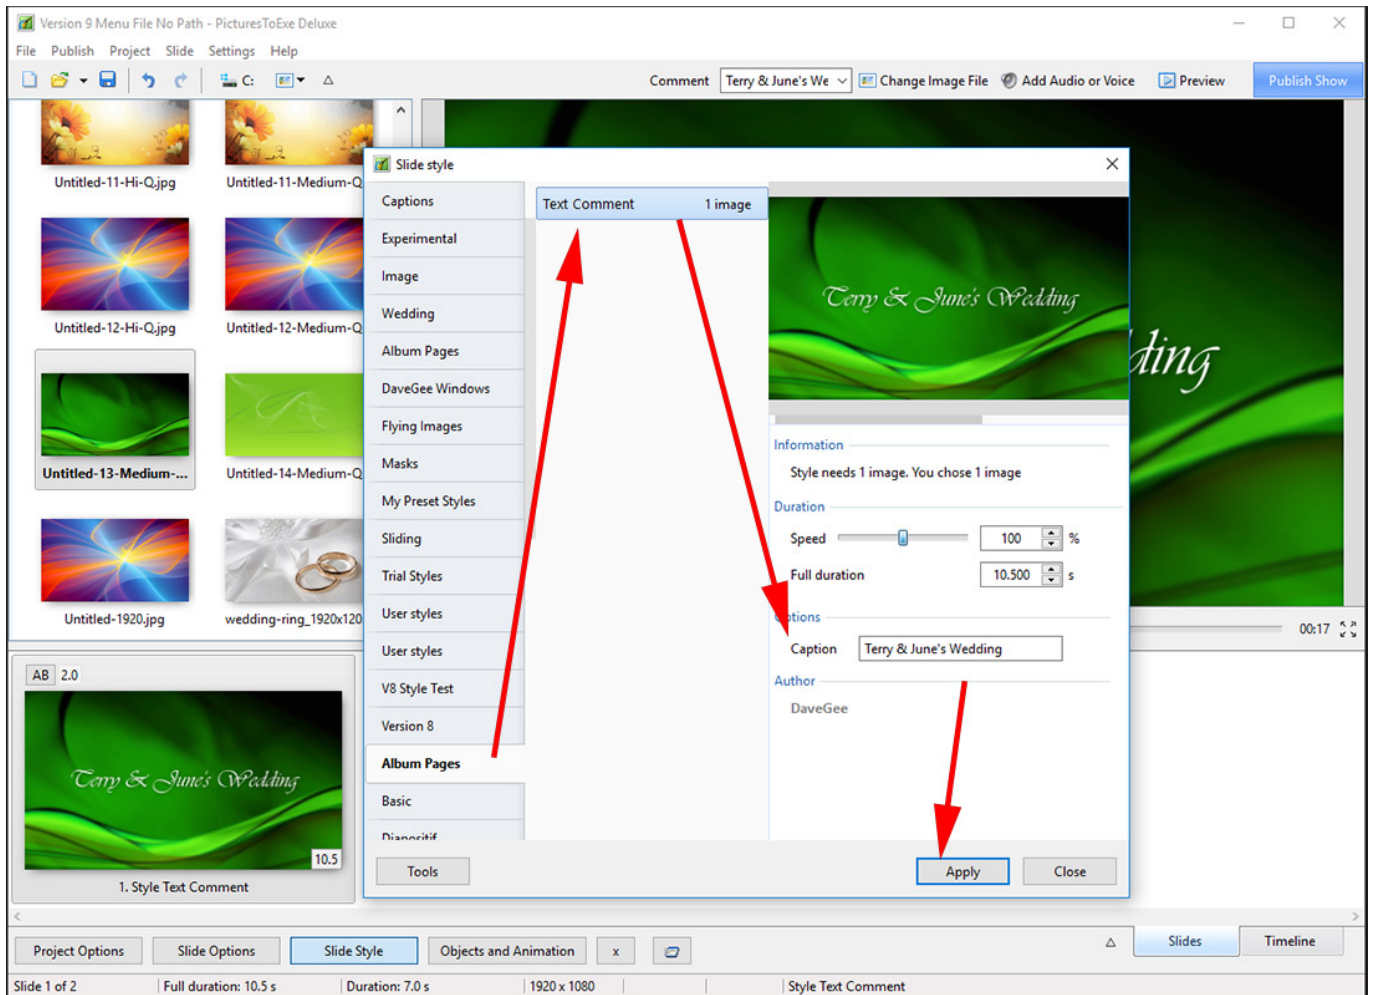 Version 9 Menu File No Path - PicturesToExe Deluxe
File Publish Project Slide Settings Help
C:
Comment Terry & June's We Change Image File Add Audio or Voice Preview Publish Show
Untitled-11-Hi-Q.jpg Untitled-11-Medium-Q
Untitled-12-Hi-Q.jpg Untitled-12-Medium-Q
Untitled-13-Medium-... Untitled-14-Medium-Q
Untitled-1920.jpg wedding-ring_1920x120
Slide style
Captions
Experimental
Image
Wedding
Album Pages
DaveGee Windows
Flying Images
Masks
My Preset Styles
Sliding
Trial Styles
User styles
User styles
V8 Style Test
Version 8
Album Pages
Basic
Diapositif
Text Comment 1 image
Terry & June's Wedding
Information
Style needs 1 image. You chose 1 image
Duration
Speed 100 %
Full duration 10.500 s
Options
Caption Terry & June's Wedding
Author
DaveGee
Tools Apply Close
ding
00:17
AB 2.0
Terry & June's Wedding
10.5
1. Style Text Comment
Project Options Slide Options Slide Style Objects and Animation x
Slides Timeline
Slide 1 of 2 Full duration: 10.5 s Duration: 7.0 s 1920 x 1080 Style Text Comment